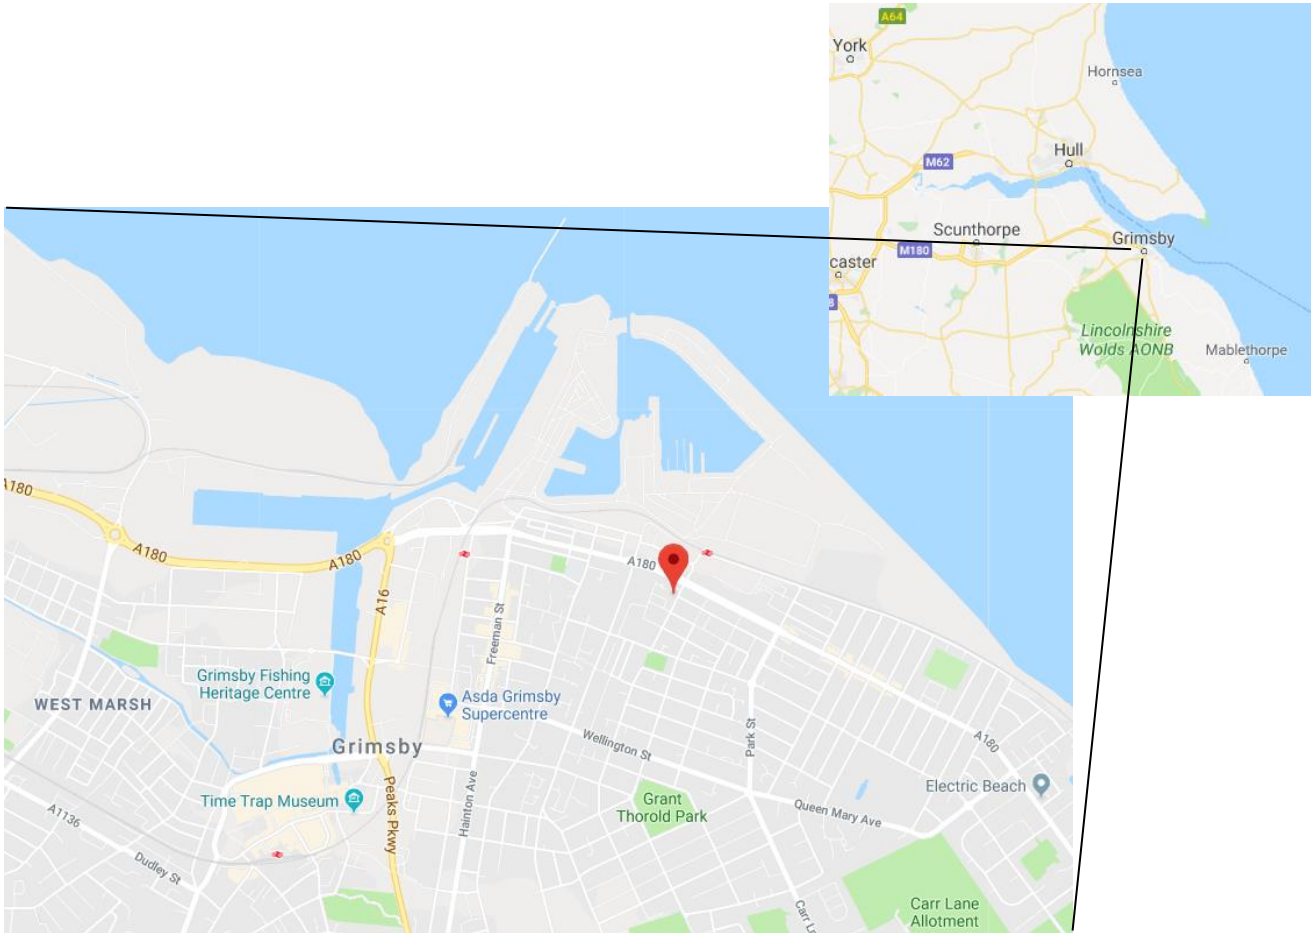 A64
York
Hornsea
Hull
M62
Scunthorpe
Grimsby
M180
caster
8
Lincolnshire
Wolds AONB
Mablethorpe
A180
A180
A180
A180
A16
Freeman St
Grimsby Fishing
Heritage Centre
WEST MARSH
Asda Grimsby
Supercentre
Grimsby
Wellington St
Park St
A180
Electric Beach
Time Trap Museum
Peaks Pkwy
Hainton Ave
Grant
Thorold Park
Queen Mary Ave
A1136
Dudley St
Carr Lane
Allotment